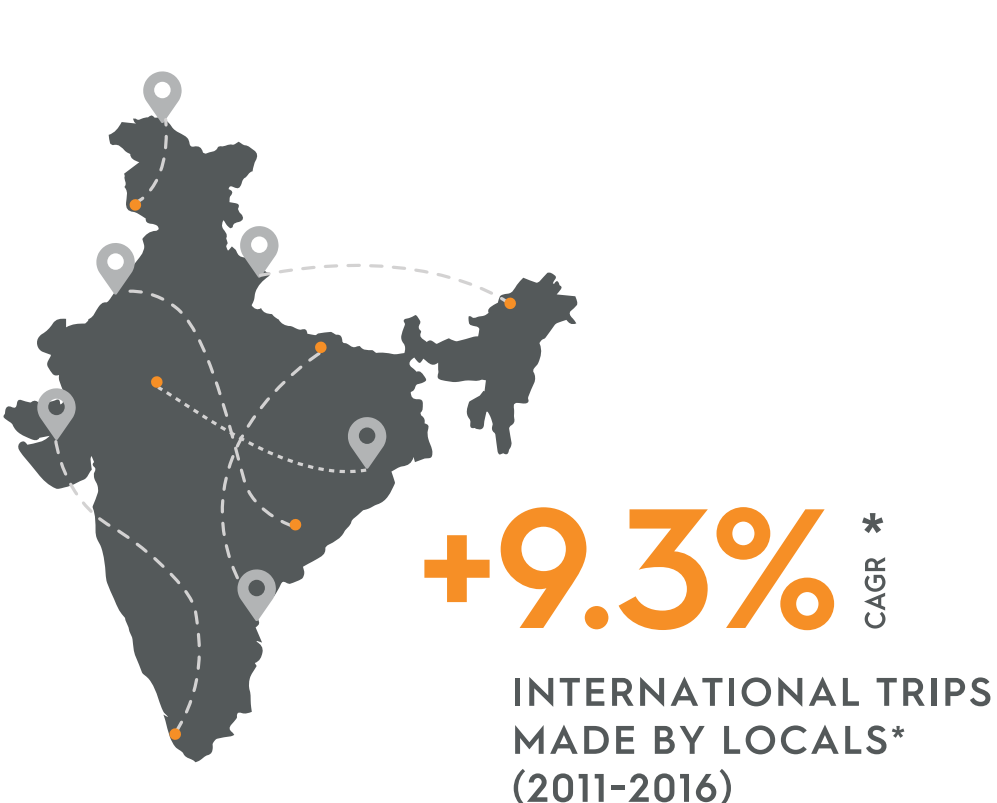 +9.3% CAGR *
INTERNATIONAL TRIPS
MADE BY LOCALS*
(2011-2016)